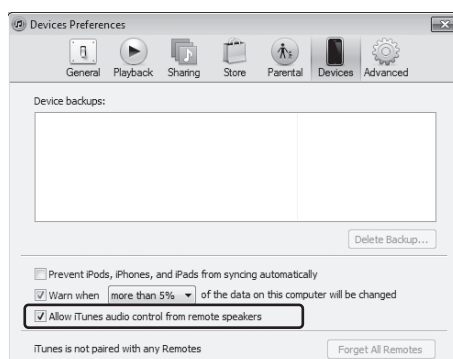 Devices Preferences
General Playback Sharing Store Parental Devices Advanced
Device backups:
Delete Backup...
Prevent iPods, iPhones, and iPads from syncing automatically
Warn when more than 5% of the data on this computer will be changed
Allow iTunes audio control from remote speakers
iTunes is not paired with any Remotes Forget All Remotes